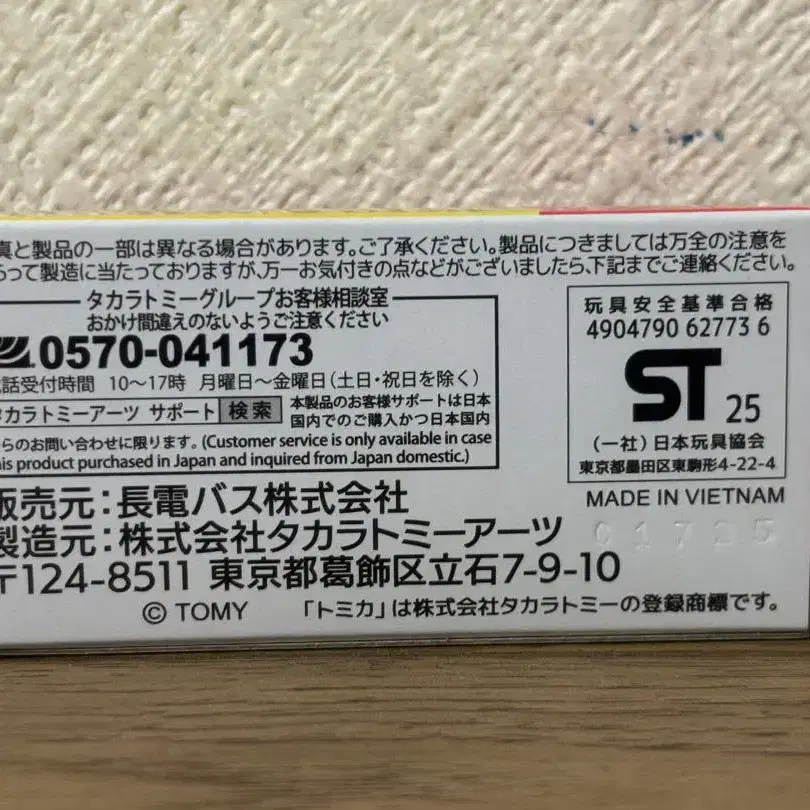 真と製品の一部は異なる場合があります。ご了承ください。製品につきましては万全の注意を
らって製造に当たっておりますが、万一お気付きの点などがございましたら、下記までご連絡ください。
タカラトミーグループお客様相談室
おかけ間違えのないようご注意ください
0570-041173
話受付時間 10〜17時 月曜日〜金曜日(土日・祝日を除く)
タカラトミーアーツ サポート 検索
本製品のお客様サポートは日本
国内でのご購入かつ日本国内
らのお問い合わせに限ります。(Customer service is only available in case
his product purchased in Japan and inquired from Japan domestic.)
玩具安全基準合格
4904790 62773 6
ST 25
(一社)日本玩具協会
東京都墨田区東駒形4-22-4
MADE IN VIETNAM
販売元:長電バス株式会社
製造元:株式会社タカラトミーアーツ
01725
〒124-8511 東京都葛飾区立石7-9-10
© TOMY 「トミカ」は株式会社タカラトミーの登録商標です。